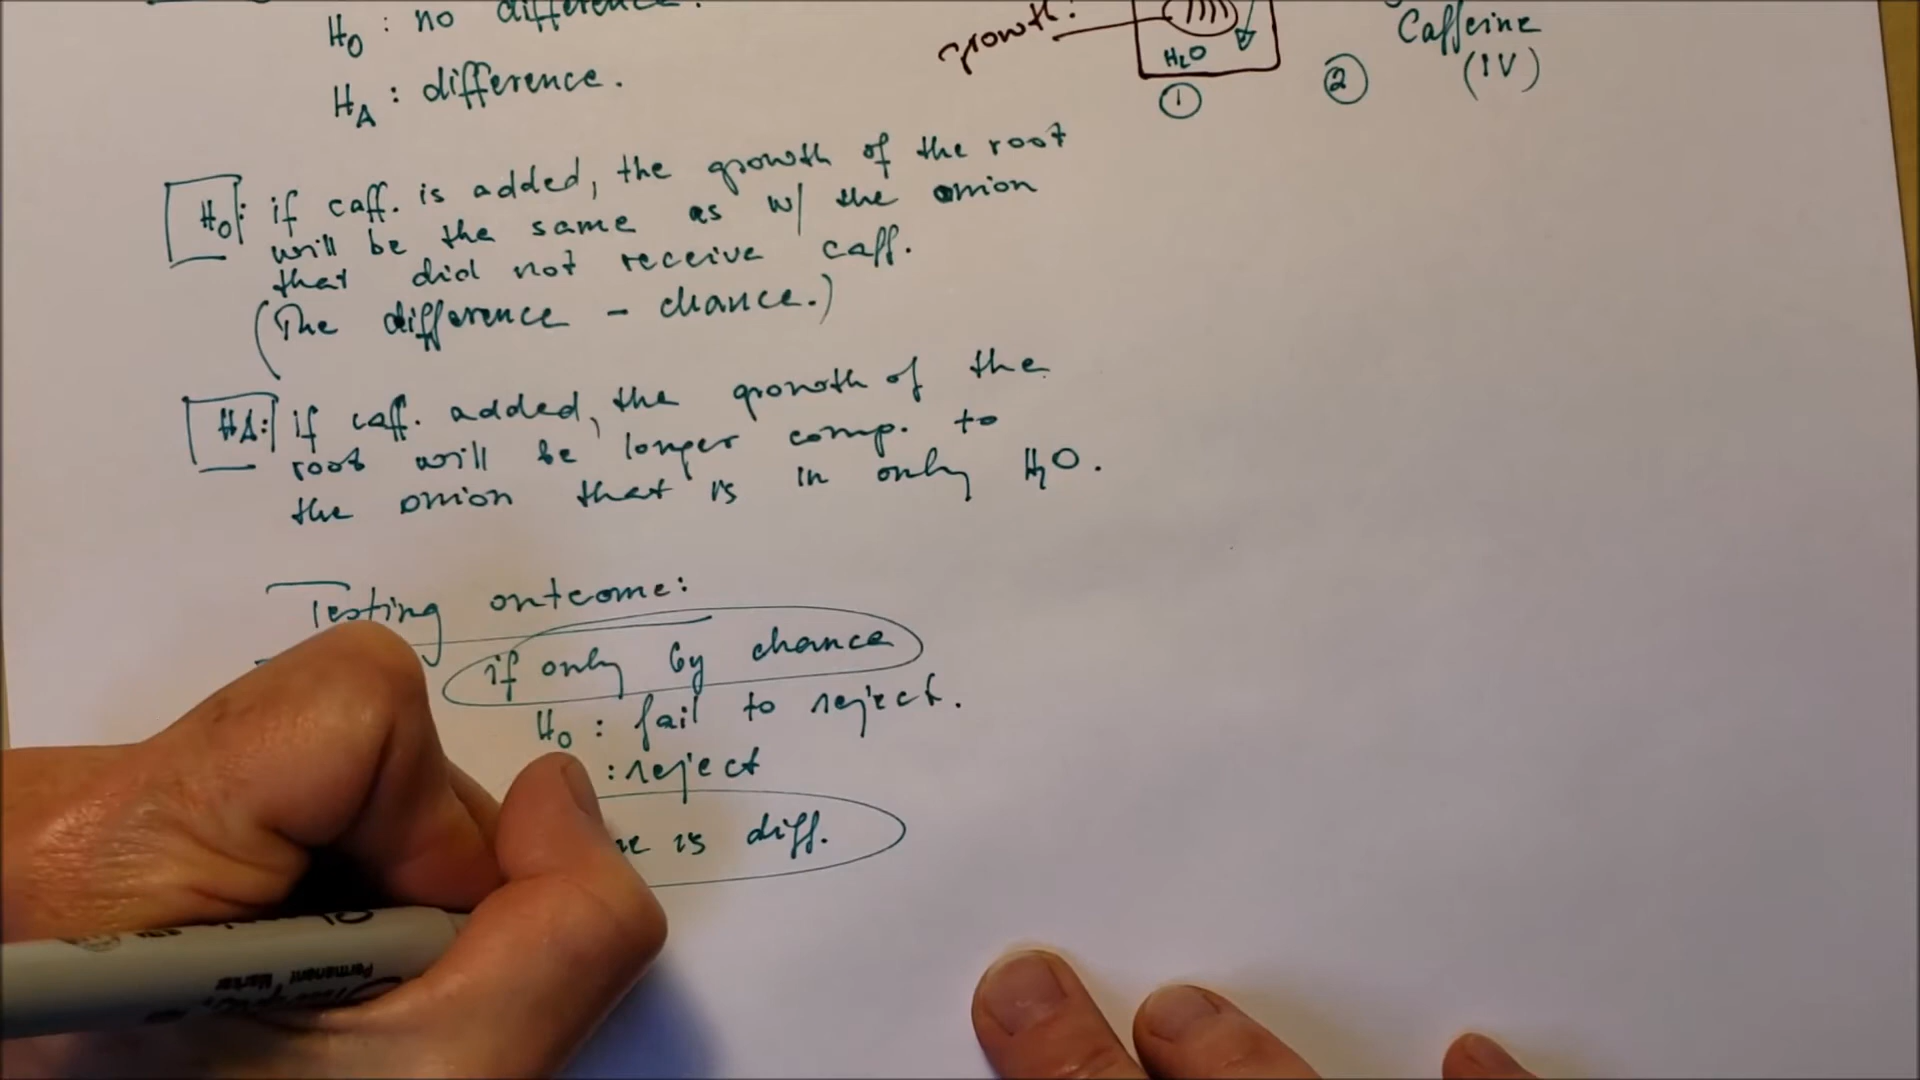 H0 : no difference.
HA : difference.
growth.
H2O
1
2
Caffeine
(IV)
H0: if caff. is added, the growth of the root
will be the same as w/ the onion
that did not receive caff.
(The difference - chance.)
HA: if caff. added, the growth of the
root will be longer comp. to
the onion that is in only H2O.
Testing outcome:
if only by chance
H0 : fail to reject.
: reject
is diff.
Permanent Marker